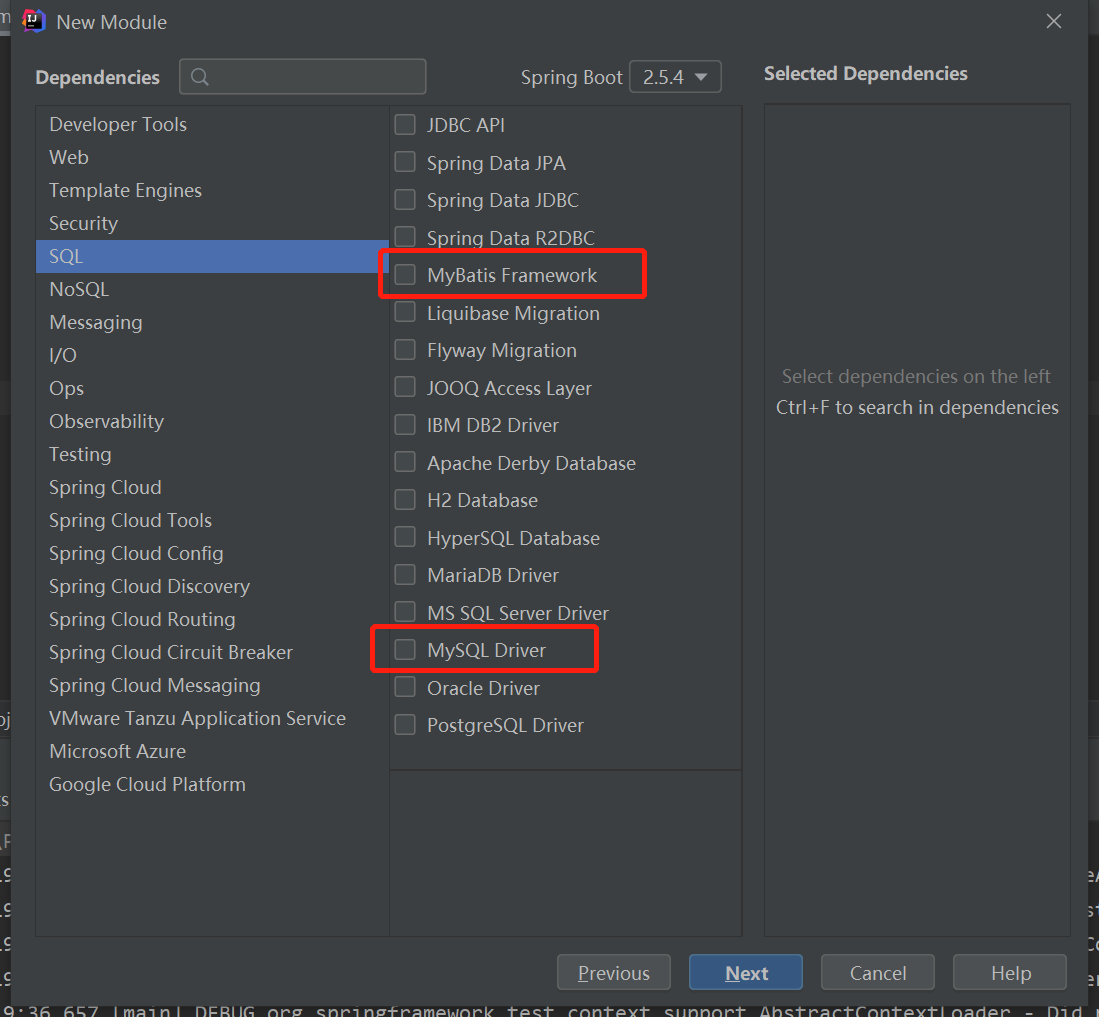 New Module
Dependencies
Spring Boot 2.5.4
Selected Dependencies
Developer Tools
Web
Template Engines
Security
SQL
NoSQL
Messaging
I/O
Ops
Observability
Testing
Spring Cloud
Spring Cloud Tools
Spring Cloud Config
Spring Cloud Discovery
Spring Cloud Routing
Spring Cloud Circuit Breaker
Spring Cloud Messaging
VMware Tanzu Application Service
Microsoft Azure
Google Cloud Platform
JDBC API
Spring Data JPA
Spring Data JDBC
Spring Data R2DBC
MyBatis Framework
Liquibase Migration
Flyway Migration
JOOQ Access Layer
IBM DB2 Driver
Apache Derby Database
H2 Database
HyperSQL Database
MariaDB Driver
MS SQL Server Driver
MySQL Driver
Oracle Driver
PostgreSQL Driver
Select dependencies on the left
Ctrl+F to search in dependencies
Previous
Next
Cancel
Help
9:36.657 [main] DEBUG org.springframework.test.context.support.AbstractContextLoader - Did